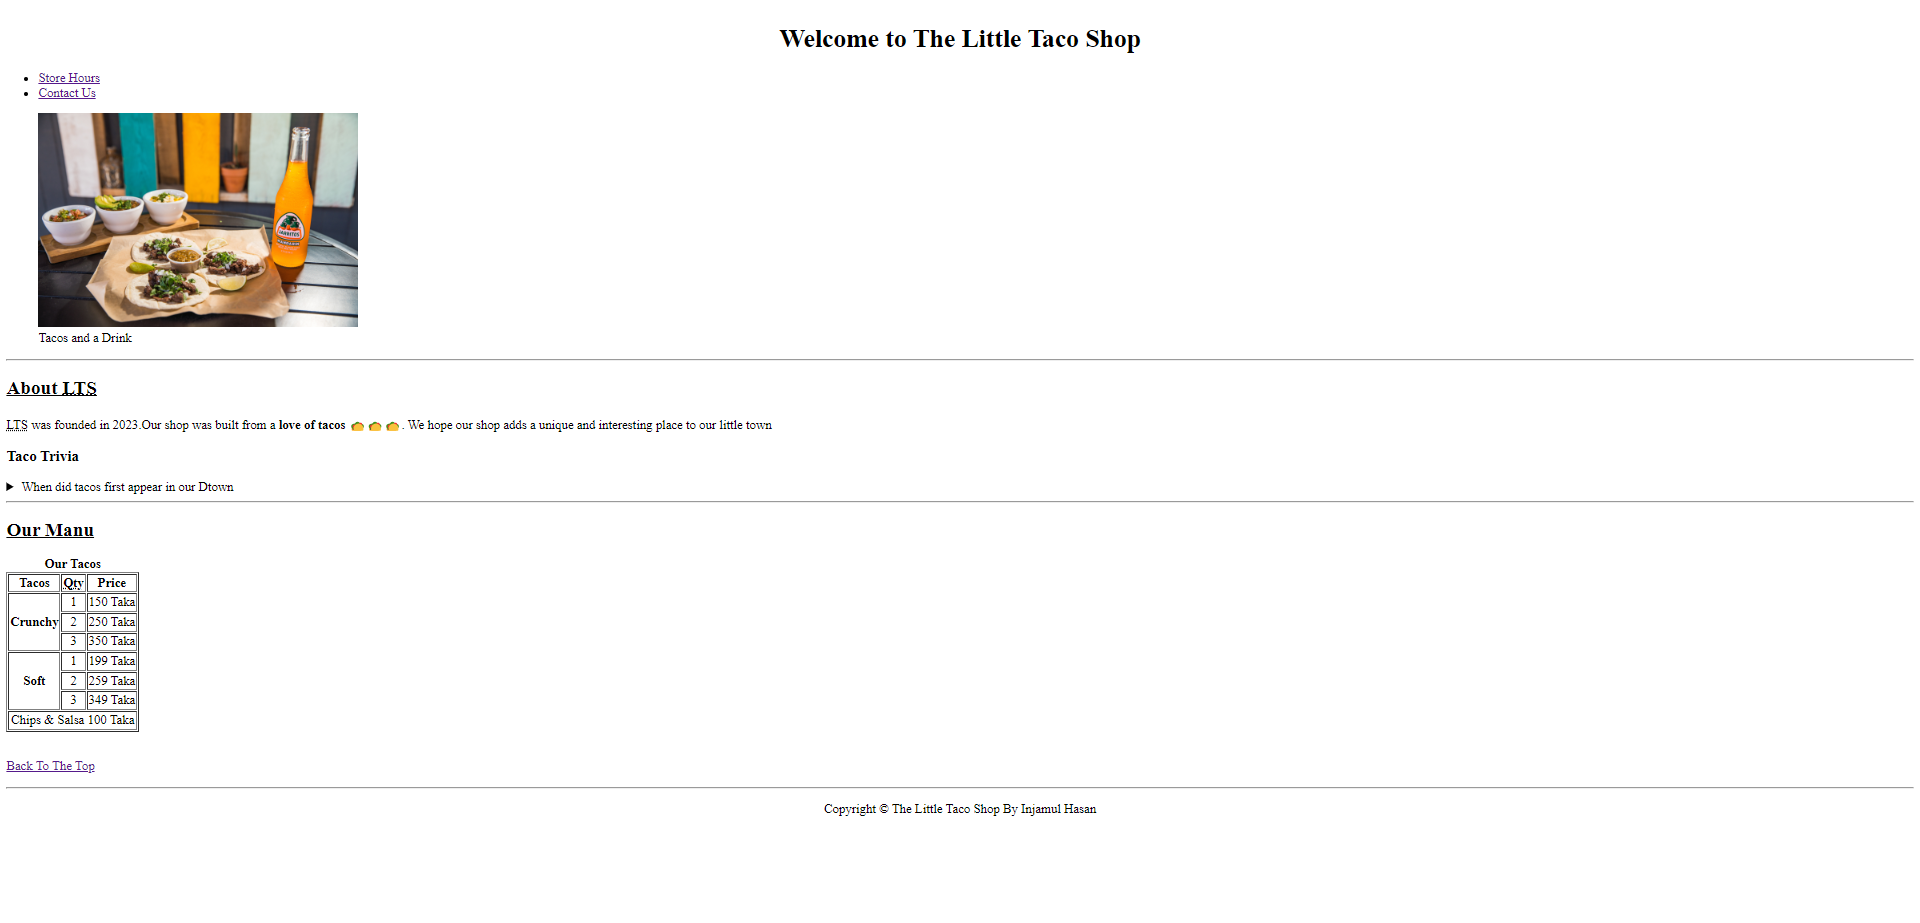 Welcome to The Little Taco Shop
Store Hours
Contact Us
JARRITOS
Tacos and a Drink
About LTS
LTS was founded in 2023.Our shop was built from a love of tacos 🌮 🌮 🌮 . We hope our shop adds a unique and interesting place to our little town
Taco Trivia
When did tacos first appear in our Dtown
Our Manu
Our Tacos
Tacos Qty Price
Crunchy 1 150 Taka
2 250 Taka
3 350 Taka
Soft 1 199 Taka
2 259 Taka
3 349 Taka
Chips & Salsa 100 Taka
Back To The Top
Copyright © The Little Taco Shop By Injamul Hasan